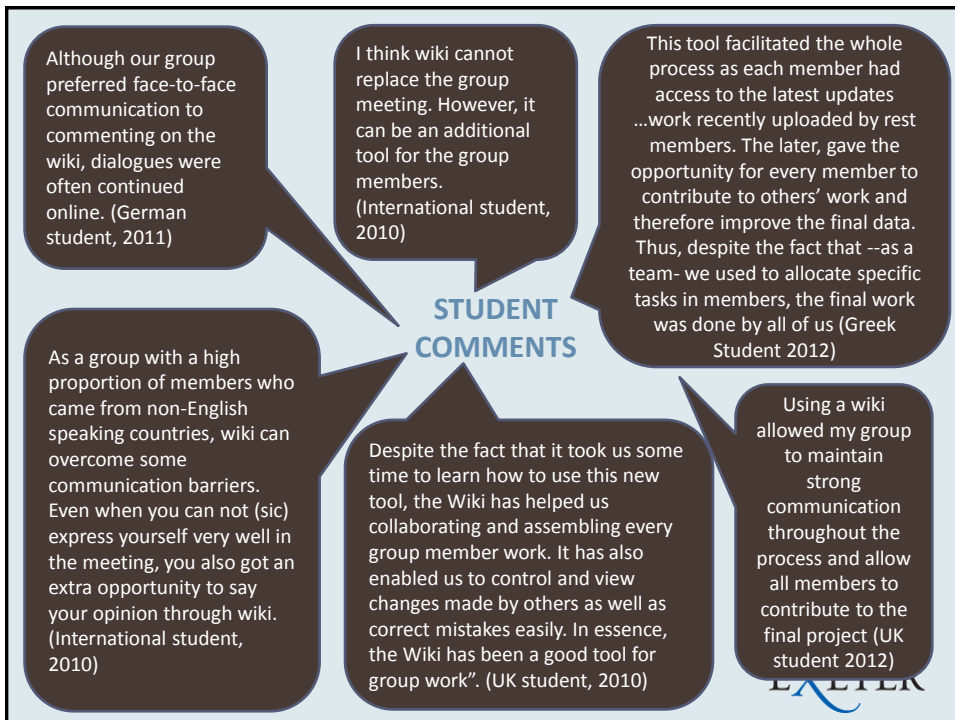 Although our group
preferred face-to-face
communication to
commenting on the
wiki, dialogues were
often continued
online. (German
student, 2011)
I think wiki cannot
replace the group
meeting. However, it
can be an additional
tool for the group
members.
(International student,
2010)
This tool facilitated the whole
process as each member had
access to the latest updates
...work recently uploaded by rest
members. The later, gave the
opportunity for every member to
contribute to others’ work and
therefore improve the final data.
Thus, despite the fact that --as a
team- we used to allocate specific
tasks in members, the final work
was done by all of us (Greek
Student 2012)
STUDENT
COMMENTS
As a group with a high
proportion of members who
came from non-English
speaking countries, wiki can
overcome some
communication barriers.
Even when you can not (sic)
express yourself very well in
the meeting, you also got an
extra opportunity to say
your opinion through wiki.
(International student,
2010)
Despite the fact that it took us some
time to learn how to use this new
tool, the Wiki has helped us
collaborating and assembling every
group member work. It has also
enabled us to control and view
changes made by others as well as
correct mistakes easily. In essence,
the Wiki has been a good tool for
group work”. (UK student, 2010)
Using a wiki
allowed my group
to maintain
strong
communication
throughout the
process and allow
all members to
contribute to the
final project (UK
student 2012)
EXETER